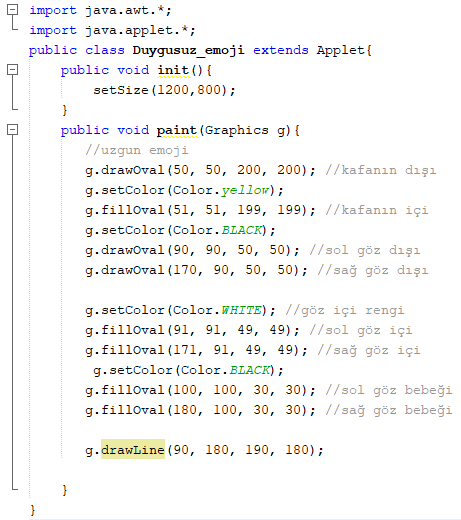 import java.awt.*;
import java.applet.*;
public class Duygusuz_emoji extends Applet{
public void init(){
setSize(1200,800);
}
public void paint(Graphics g){
//uzgun emoji
g.drawOval(50, 50, 200, 200); //kafanın dışı
g.setColor(Color.yellow);
g.fillOval(51, 51, 199, 199); //kafanın içi
g.setColor(Color.BLACK);
g.drawOval(90, 90, 50, 50); //sol göz dışı
g.drawOval(170, 90, 50, 50); //sağ göz dışı
g.setColor(Color.WHITE); //göz içi rengi
g.fillOval(91, 91, 49, 49); //sol göz içi
g.fillOval(171, 91, 49, 49); //sağ göz içi
g.setColor(Color.BLACK);
g.fillOval(100, 100, 30, 30); //sol göz bebeği
g.fillOval(180, 100, 30, 30); //sağ göz bebeği
g.drawLine(90, 180, 190, 180);
}
}